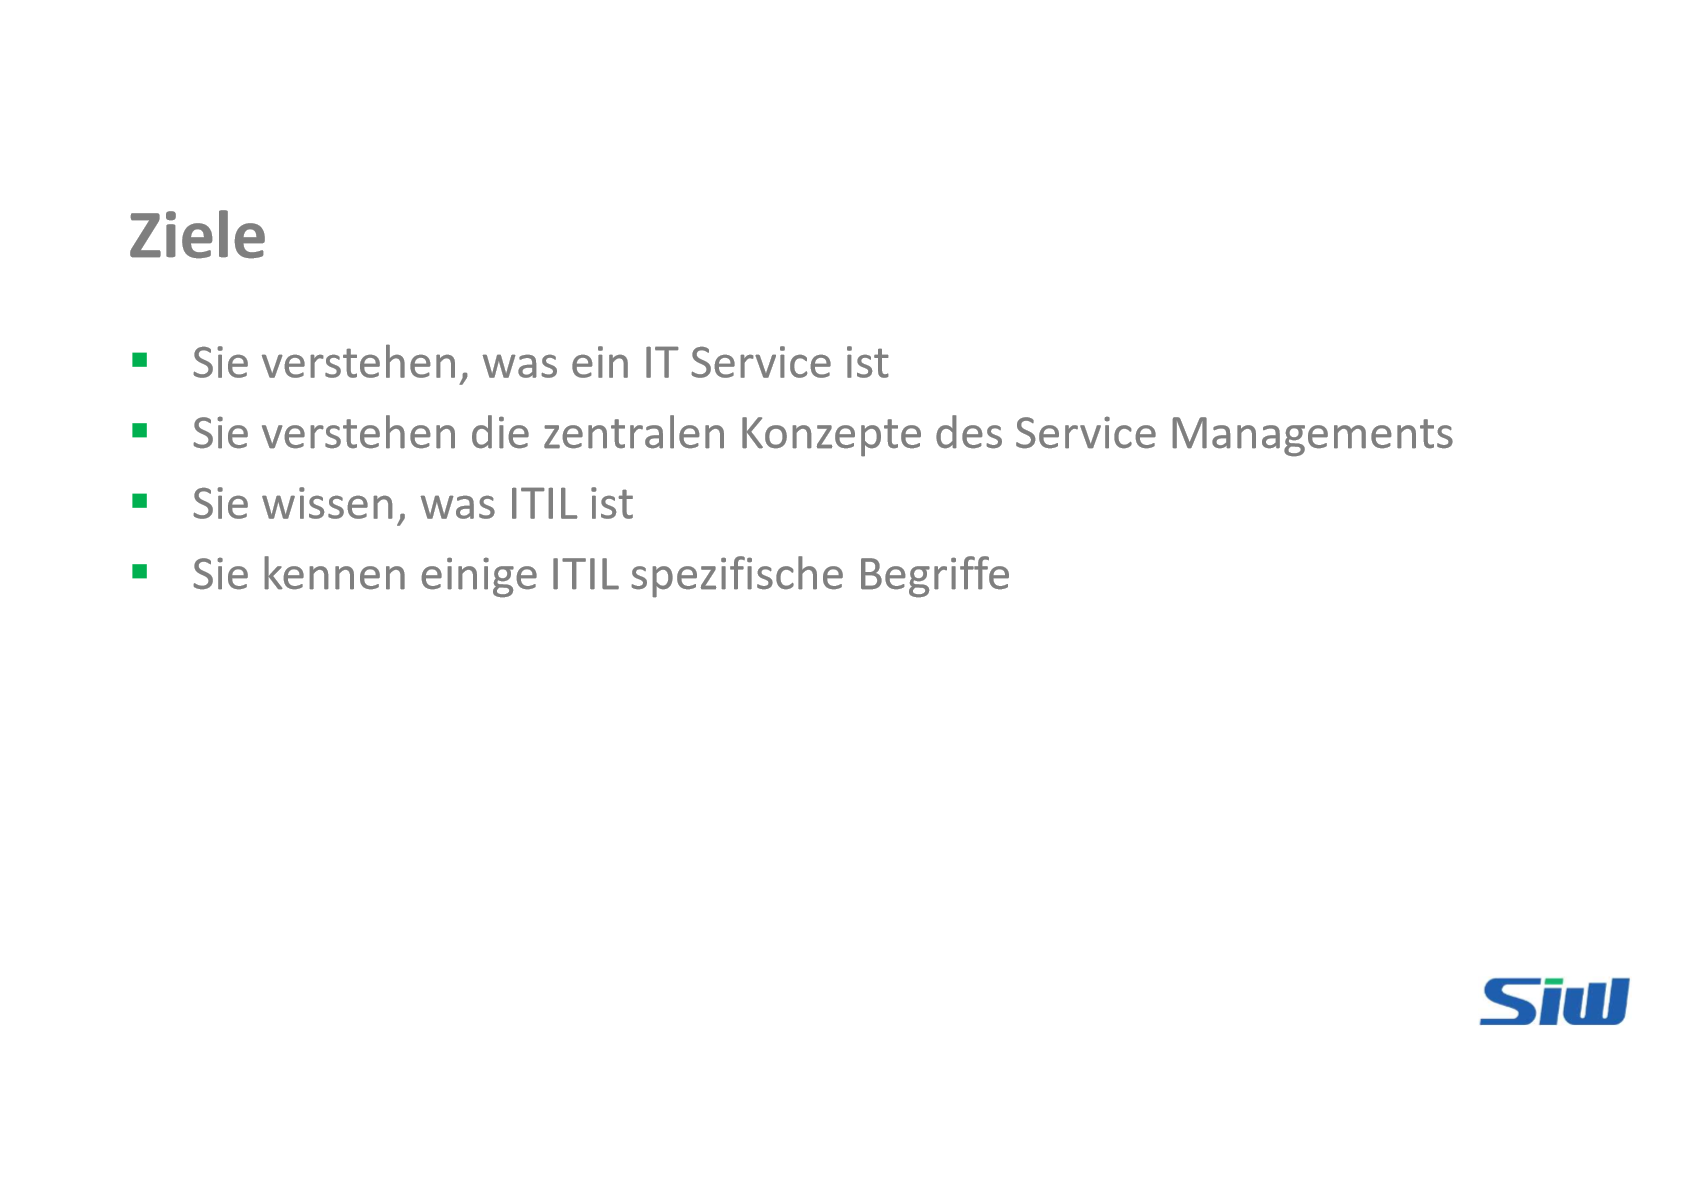 Ziele
▪ Sie verstehen, was ein IT Service ist
▪ Sie verstehen die zentralen Konzepte des Service Managements
▪ Sie wissen, was ITIL ist
▪ Sie kennen einige ITIL spezifische Begriffe
Siw